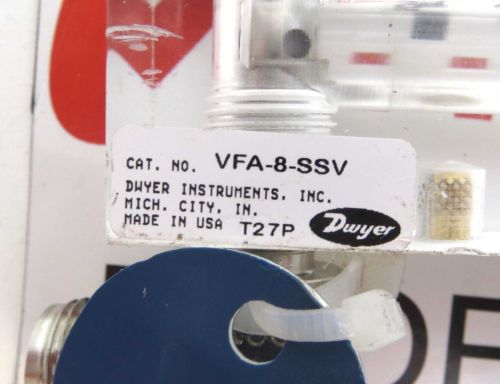 CAT. NO. VFA-8-SSV
DWYER INSTRUMENTS, INC.
MICH. CITY, IN.
MADE IN USA T27P
Dwyer